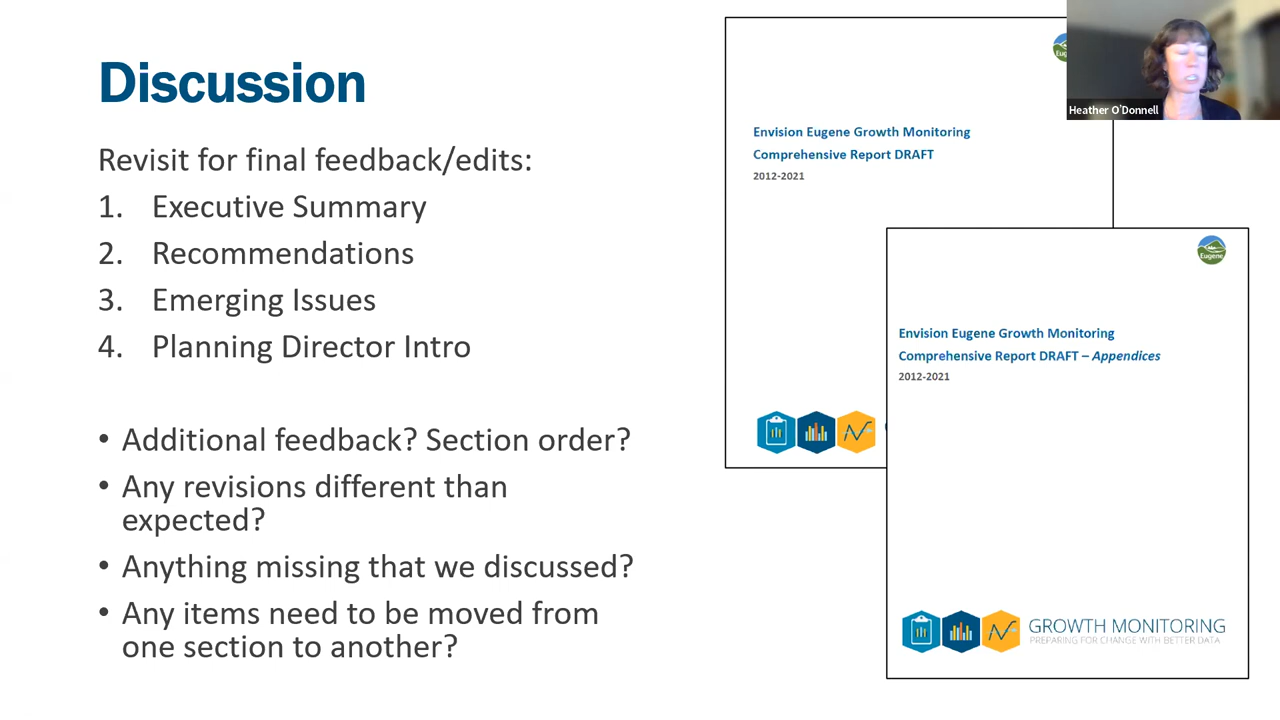 Discussion
Revisit for final feedback/edits:
1. Executive Summary
2. Recommendations
3. Emerging Issues
4. Planning Director Intro
• Additional feedback? Section order?
• Any revisions different than
expected?
• Anything missing that we discussed?
• Any items need to be moved from
one section to another?
Eug
Envision Eugene Growth Monitoring
Comprehensive Report DRAFT
2012-2021
Heather O'Donnell
Eugene
Envision Eugene Growth Monitoring
Comprehensive Report DRAFT – Appendices
2012-2021
GROWTH MONITORING
PREPARING FOR CHANGE WITH BETTER DATA